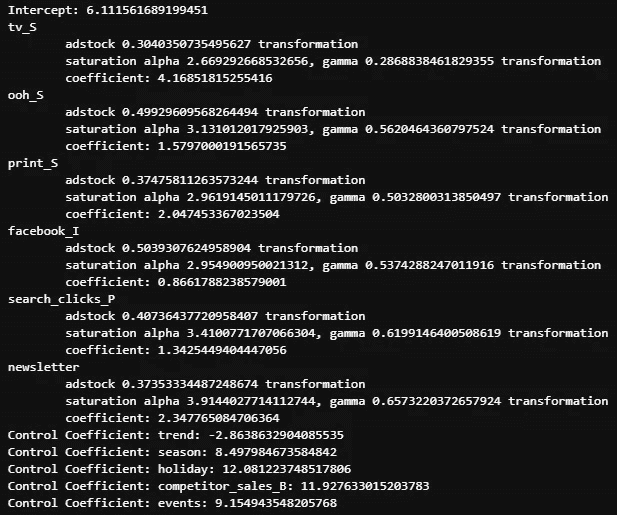 Intercept: 6.111561689199451
tv_S
adstock 0.3040350735495627 transformation
saturation alpha 2.669292668532656, gamma 0.2868838461829355 transformation
coefficient: 4.16851815255416
ooh_S
adstock 0.49929609568264494 transformation
saturation alpha 3.131012017925903, gamma 0.5620464360797524 transformation
coefficient: 1.5797000191565735
print_S
adstock 0.37475811263573244 transformation
saturation alpha 2.9619145011179726, gamma 0.5032800313850497 transformation
coefficient: 2.047453367023504
facebook_I
adstock 0.5039307624958904 transformation
saturation alpha 2.954900950021312, gamma 0.5374288247011916 transformation
coefficient: 0.8661788238579001
search_clicks_P
adstock 0.40736437720958407 transformation
saturation alpha 3.4100771707066304, gamma 0.6199146400508619 transformation
coefficient: 1.3425449404447056
newsletter
adstock 0.37353334487248674 transformation
saturation alpha 3.9144027714112744, gamma 0.6573220372657924 transformation
coefficient: 2.347765084706364
Control Coefficient: trend: -2.8638632904085535
Control Coefficient: season: 8.497984673584842
Control Coefficient: holiday: 12.081223748517806
Control Coefficient: competitor_sales_B: 11.927633015203783
Control Coefficient: events: 9.154943548205768